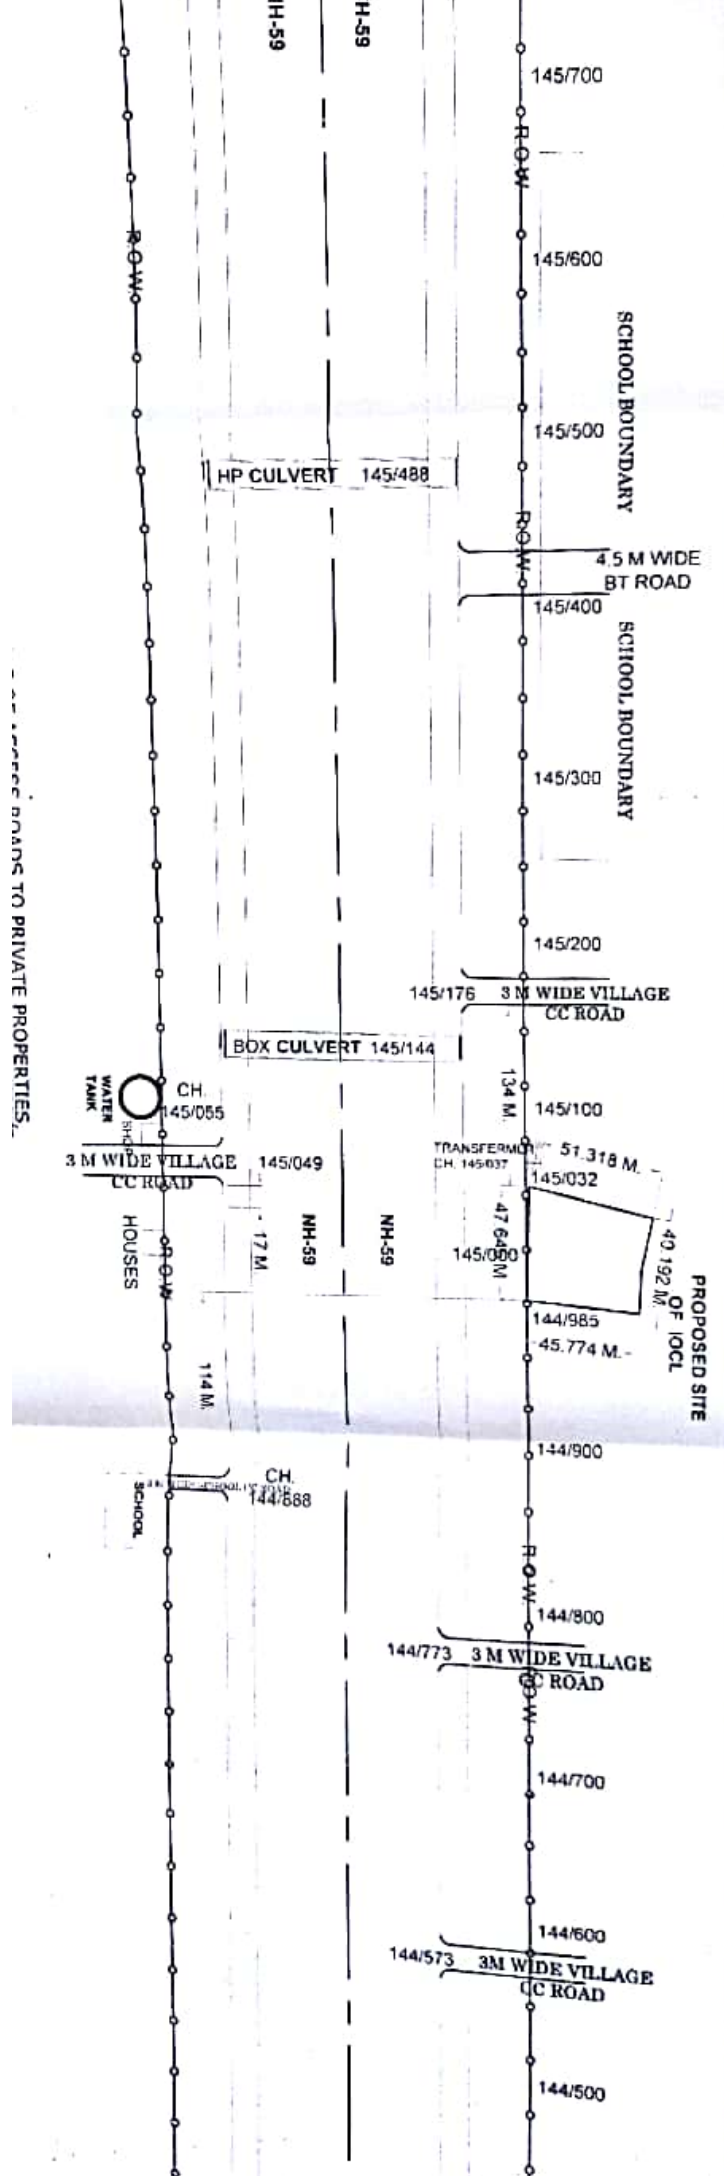 NH-59
NH-59
145/700
R.O.W.
145/600
R.O.W.
SCHOOL BOUNDARY
145/500
HP CULVERT 145/488
R.O.W.
4.5 M WIDE
BT ROAD
145/400
SCHOOL BOUNDARY
145/300
ACCESS ROADS TO PRIVATE PROPERTIES.
145/200
145/176
3 M WIDE VILLAGE
CC ROAD
BOX CULVERT 145/144
134 M.
145/100
WATER
TANK
CH.
145/055
SHOP
TRANSFERMER
CH. 145/037
51.318 M.
3 M WIDE VILLAGE
CC ROAD
145/049
145/032
HOUSES
R.O.W
17 M.
NH-59
NH-59
145/000
40.192 M.
PROPOSED SITE
OF IOCL
144/985
45.774 M.
114 M.
144/900
CH.
144/888
SCHOOL
R.O.W.
144/800
144/773
3 M WIDE VILLAGE
CC ROAD
R.O.W
144/700
144/600
144/573
3M WIDE VILLAGE
CC ROAD
144/500